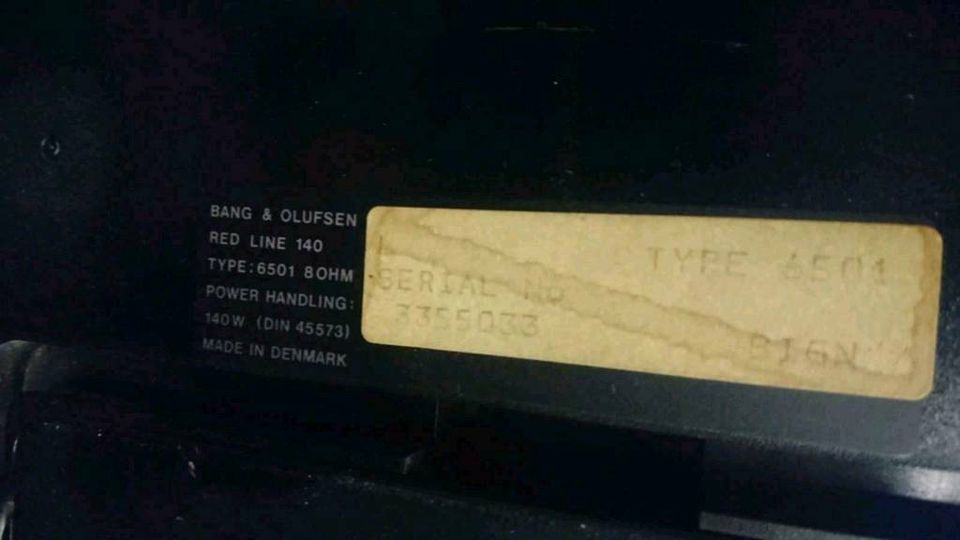 BANG & OLUFSEN
RED LINE 140
TYPE:6501 8OHM
POWER HANDLING:
140W (DIN 45573)
MADE IN DENMARK
TYPE 6501
SERIAL No
3355033
SIGN.